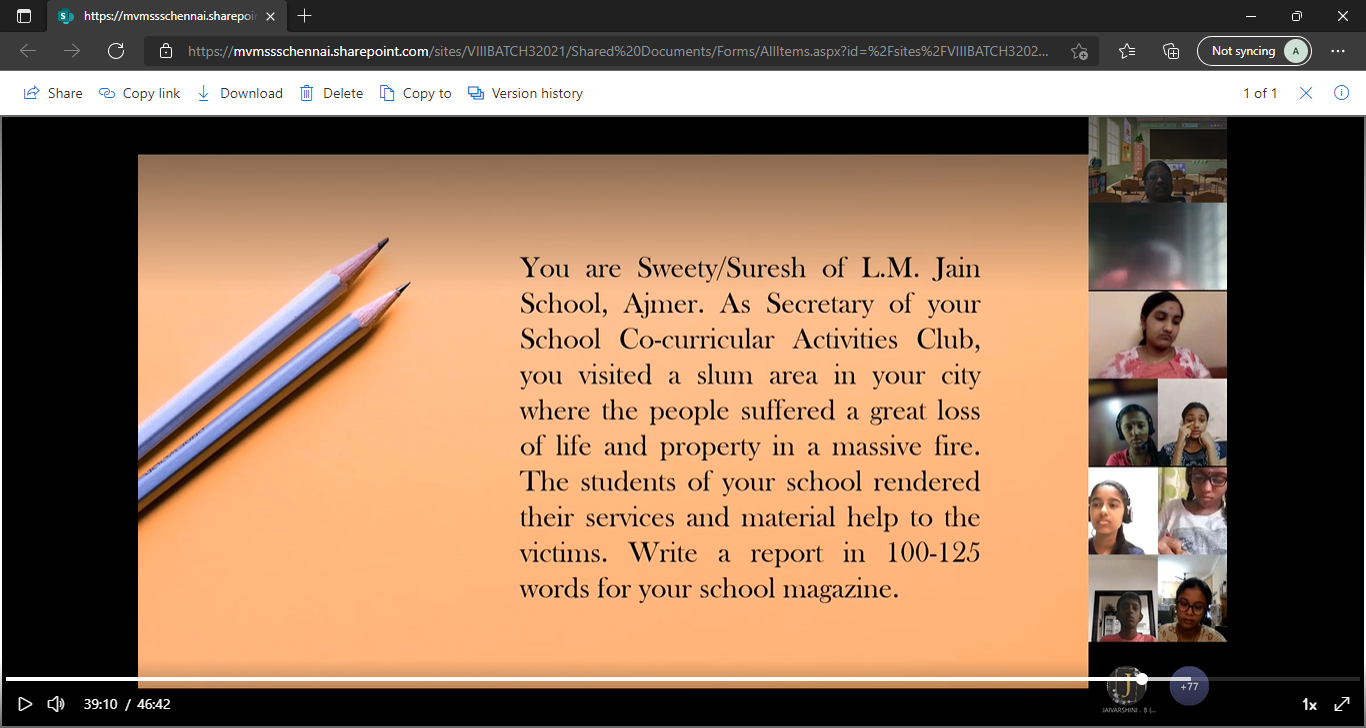 https://mvmssschennai.sharepoi
https://mvmssschennai.sharepoint.com/sites/VIIIBATCH32021/Shared%20Documents/Forms/AllItems.aspx?id=%2Fsites%2FVIIIBATCH3202...
Not syncing A
Share Copy link Download Delete Copy to Version history 1 of 1
You are Sweety/Suresh of L.M. Jain
School, Ajmer. As Secretary of your
School Co-curricular Activities Club,
you visited a slum area in your city
where the people suffered a great loss
of life and property in a massive fire.
The students of your school rendered
their services and material help to the
victims. Write a report in 100-125
words for your school magazine.
J
+77
JAIVARSHINI . B (...
39:10 / 46:42
1x